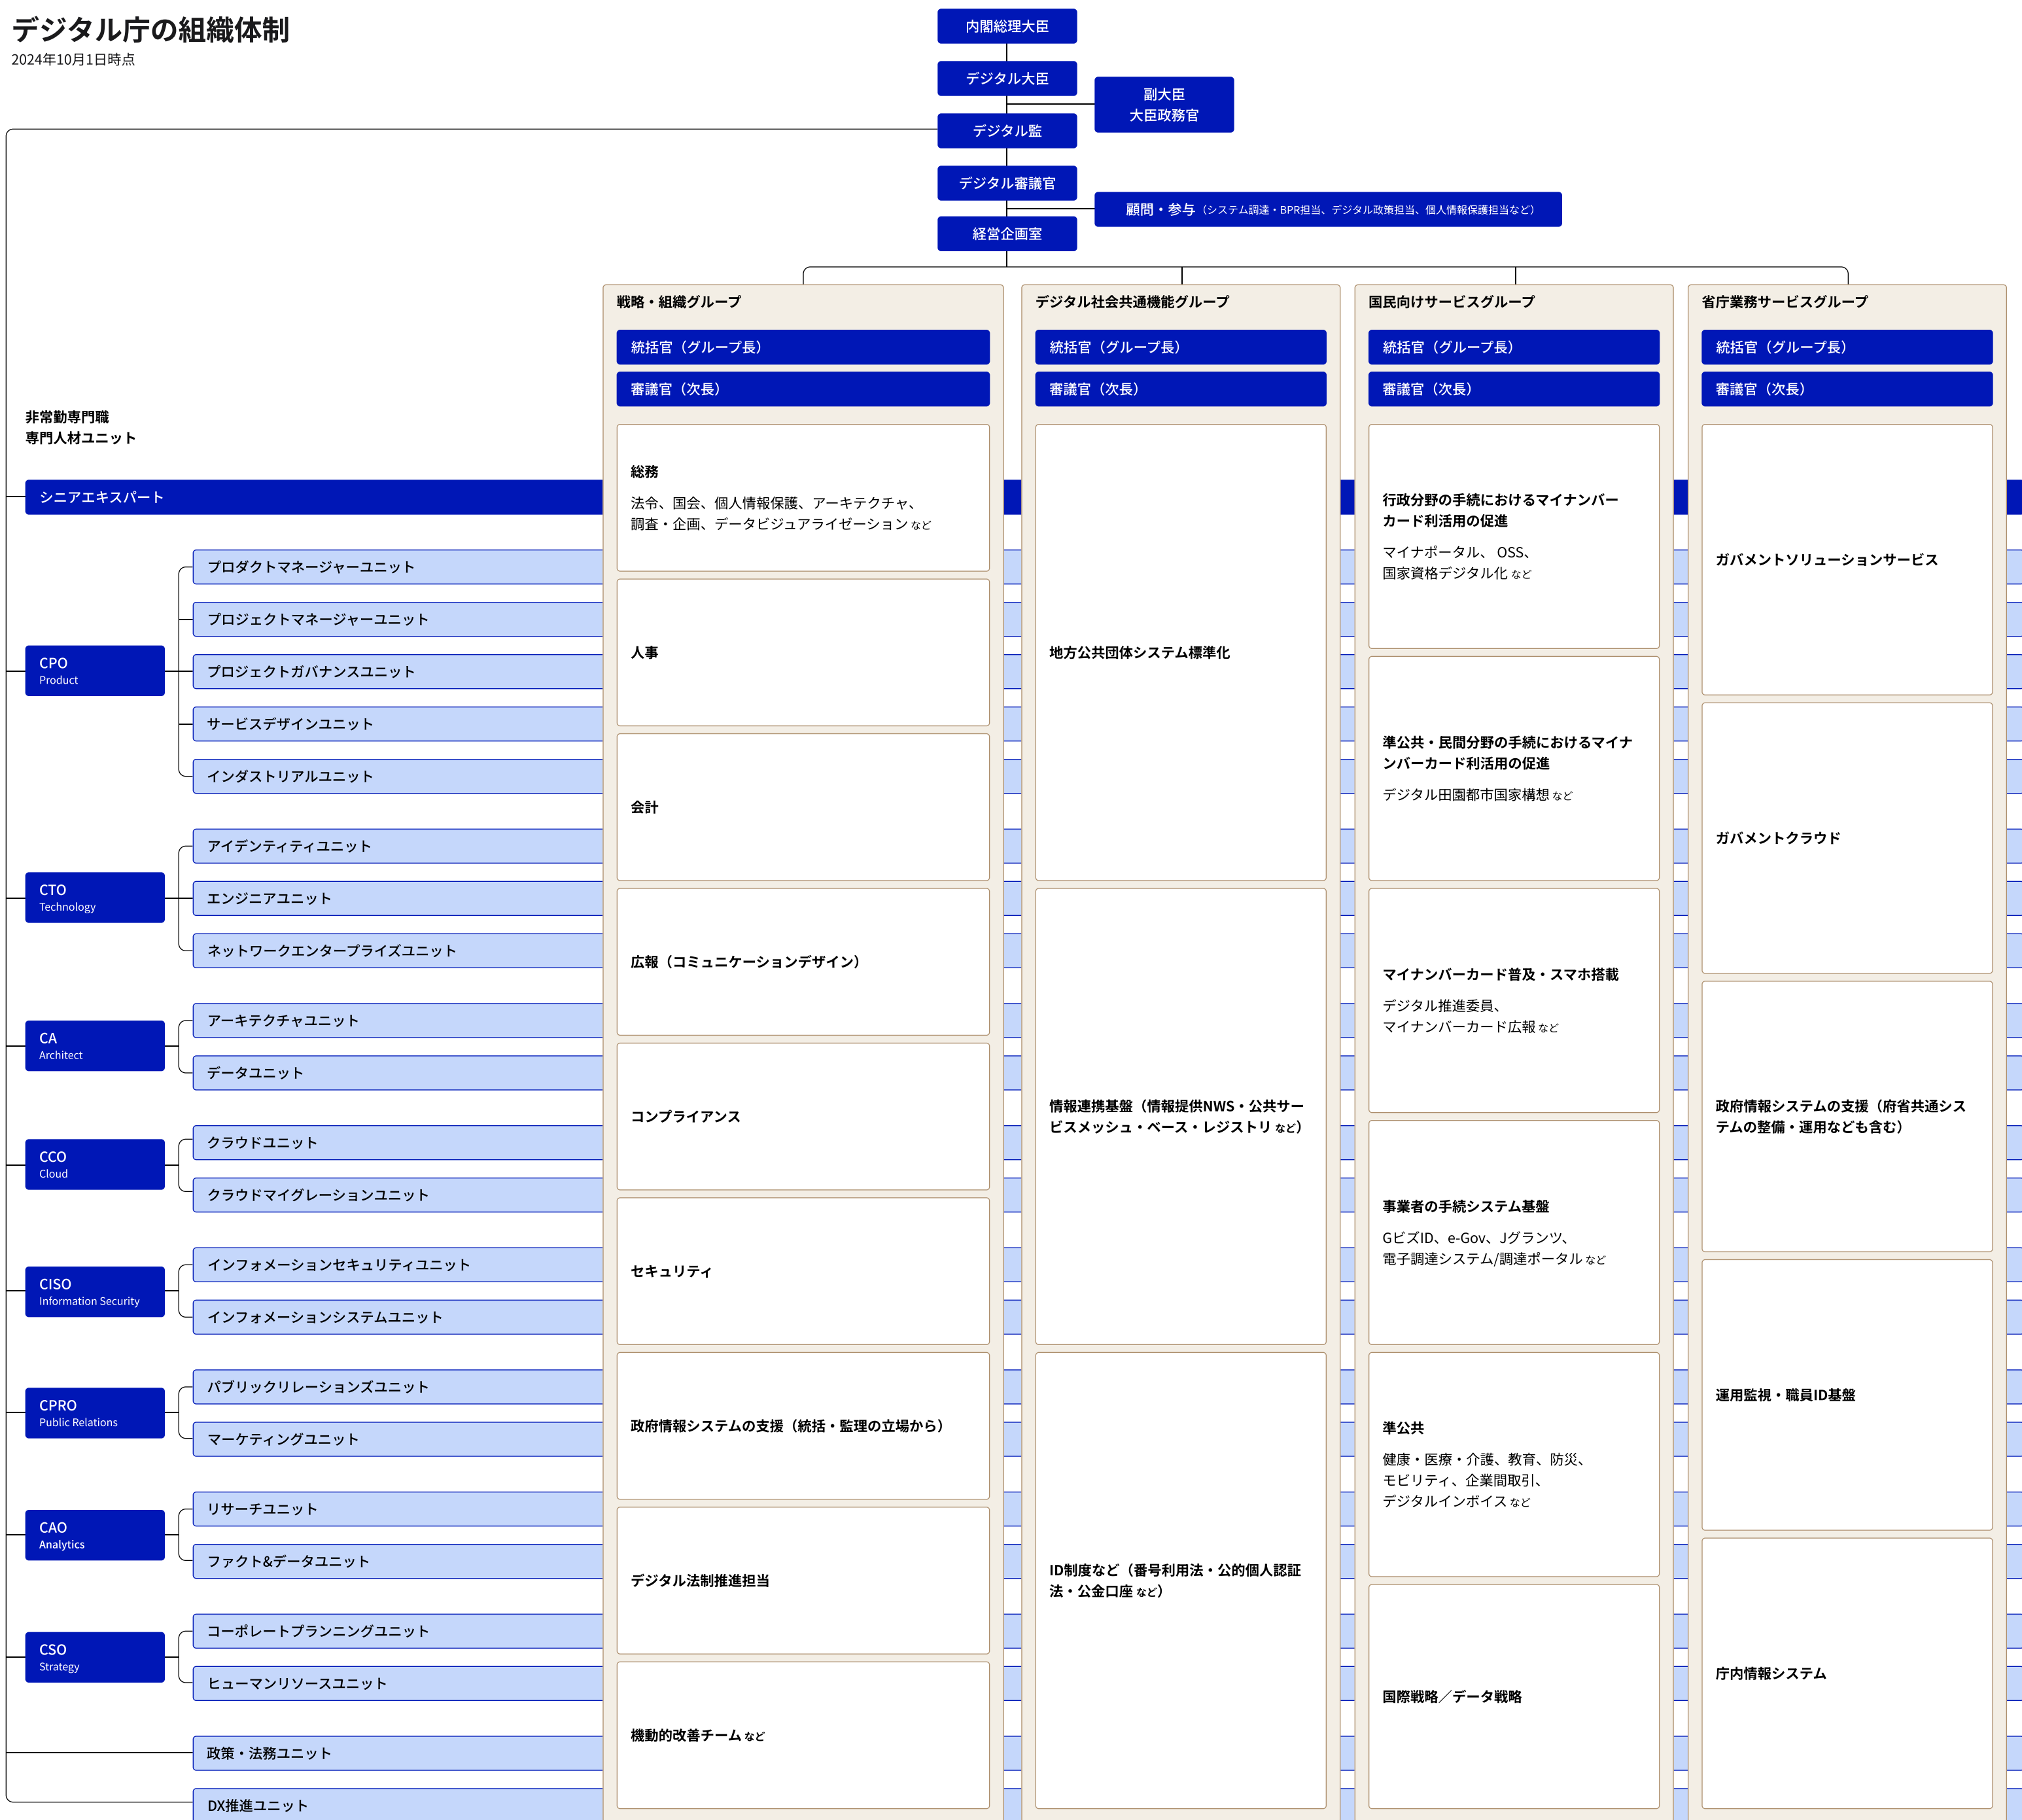 デジタル庁の組織体制
2024年10月1日時点
内閣総理大臣
デジタル大臣
副大臣
大臣政務官
デジタル監
デジタル審議官
顧問・参与（システム調達・BPR担当、デジタル政策担当、個人情報保護担当など）
経営企画室
非常勤専門職
専門人材ユニット
シニアエキスパート
CPO
Product
プロダクトマネージャーユニット
プロジェクトマネージャーユニット
プロジェクトガバナンスユニット
サービスデザインユニット
インダストリアルユニット
CTO
Technology
アイデンティティユニット
エンジニアユニット
ネットワークエンタープライズユニット
CA
Architect
アーキテクチャユニット
データユニット
CCO
Cloud
クラウドユニット
クラウドマイグレーションユニット
CISO
Information Security
インフォメーションセキュリティユニット
インフォメーションシステムユニット
CPRO
Public Relations
パブリックリレーションズユニット
マーケティングユニット
CAO
Analytics
リサーチユニット
ファクト&データユニット
CSO
Strategy
コーポレートプランニングユニット
ヒューマンリソースユニット
政策・法務ユニット
DX推進ユニット
戦略・組織グループ
統括官（グループ長）
審議官（次長）
総務
法令、国会、個人情報保護、アーキテクチャ、
調査・企画、データビジュアライゼーション など
人事
会計
広報（コミュニケーションデザイン）
コンプライアンス
セキュリティ
政府情報システムの支援（統括・監理の立場から）
デジタル法制推進担当
機動的改善チーム など
デジタル社会共通機能グループ
統括官（グループ長）
審議官（次長）
地方公共団体システム標準化
情報連携基盤（情報提供NWS・公共サー
ビスメッシュ・ベース・レジストリ など）
ID制度など（番号利用法・公的個人認証
法・公金口座 など）
国民向けサービスグループ
統括官（グループ長）
審議官（次長）
行政分野の手続におけるマイナンバー
カード利活用の促進
マイナポータル、 OSS、
国家資格デジタル化 など
準公共・民間分野の手続におけるマイナ
ンバーカード利活用の促進
デジタル田園都市国家構想 など
マイナンバーカード普及・スマホ搭載
デジタル推進委員、
マイナンバーカード広報 など
事業者の手続システム基盤
GビズID、e-Gov、Jグランツ、
電子調達システム/調達ポータル など
準公共
健康・医療・介護、教育、防災、
モビリティ、企業間取引、
デジタルインボイス など
国際戦略／データ戦略
省庁業務サービスグループ
統括官（グループ長）
審議官（次長）
ガバメントソリューションサービス
ガバメントクラウド
政府情報システムの支援（府省共通シス
テムの整備・運用なども含む）
運用監視・職員ID基盤
庁内情報システム